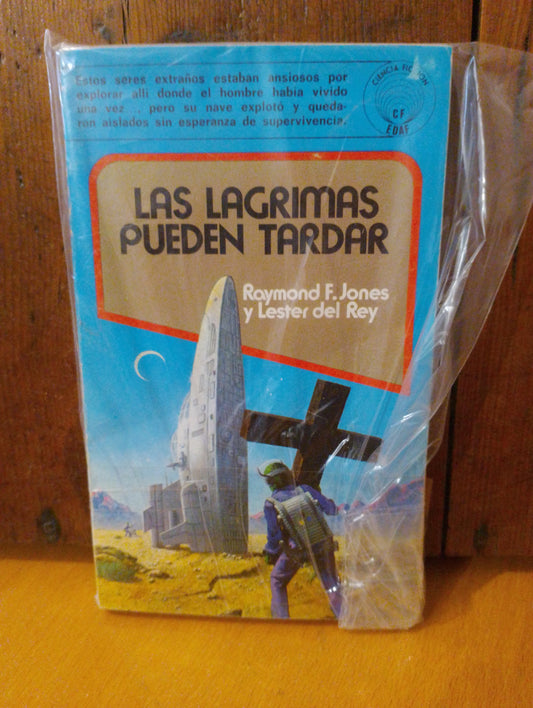 Estos seres extraños estaban ansiosos por
explorar allí donde el hombre había vivido
una vez... pero su nave explotó y queda-
ron aislados sin esperanza de supervivencia.
CIENCIA FICCION
CF
EDAF
LAS LAGRIMAS
PUEDEN TARDAR
Raymond F. Jones
y Lester del Rey